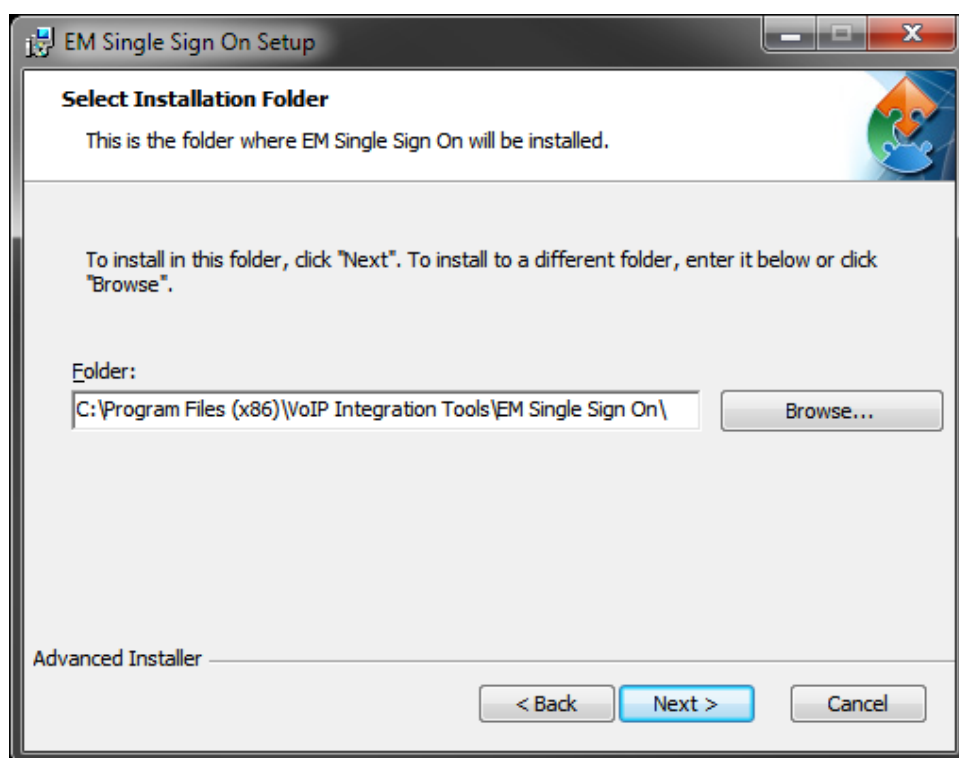 EM Single Sign On Setup
Select Installation Folder
This is the folder where EM Single Sign On will be installed.
To install in this folder, click "Next". To install to a different folder, enter it below or click
"Browse".
Folder:
C:\Program Files (x86)\VoIP Integration Tools\EM Single Sign On\
Browse...
Advanced Installer
< Back
Next >
Cancel